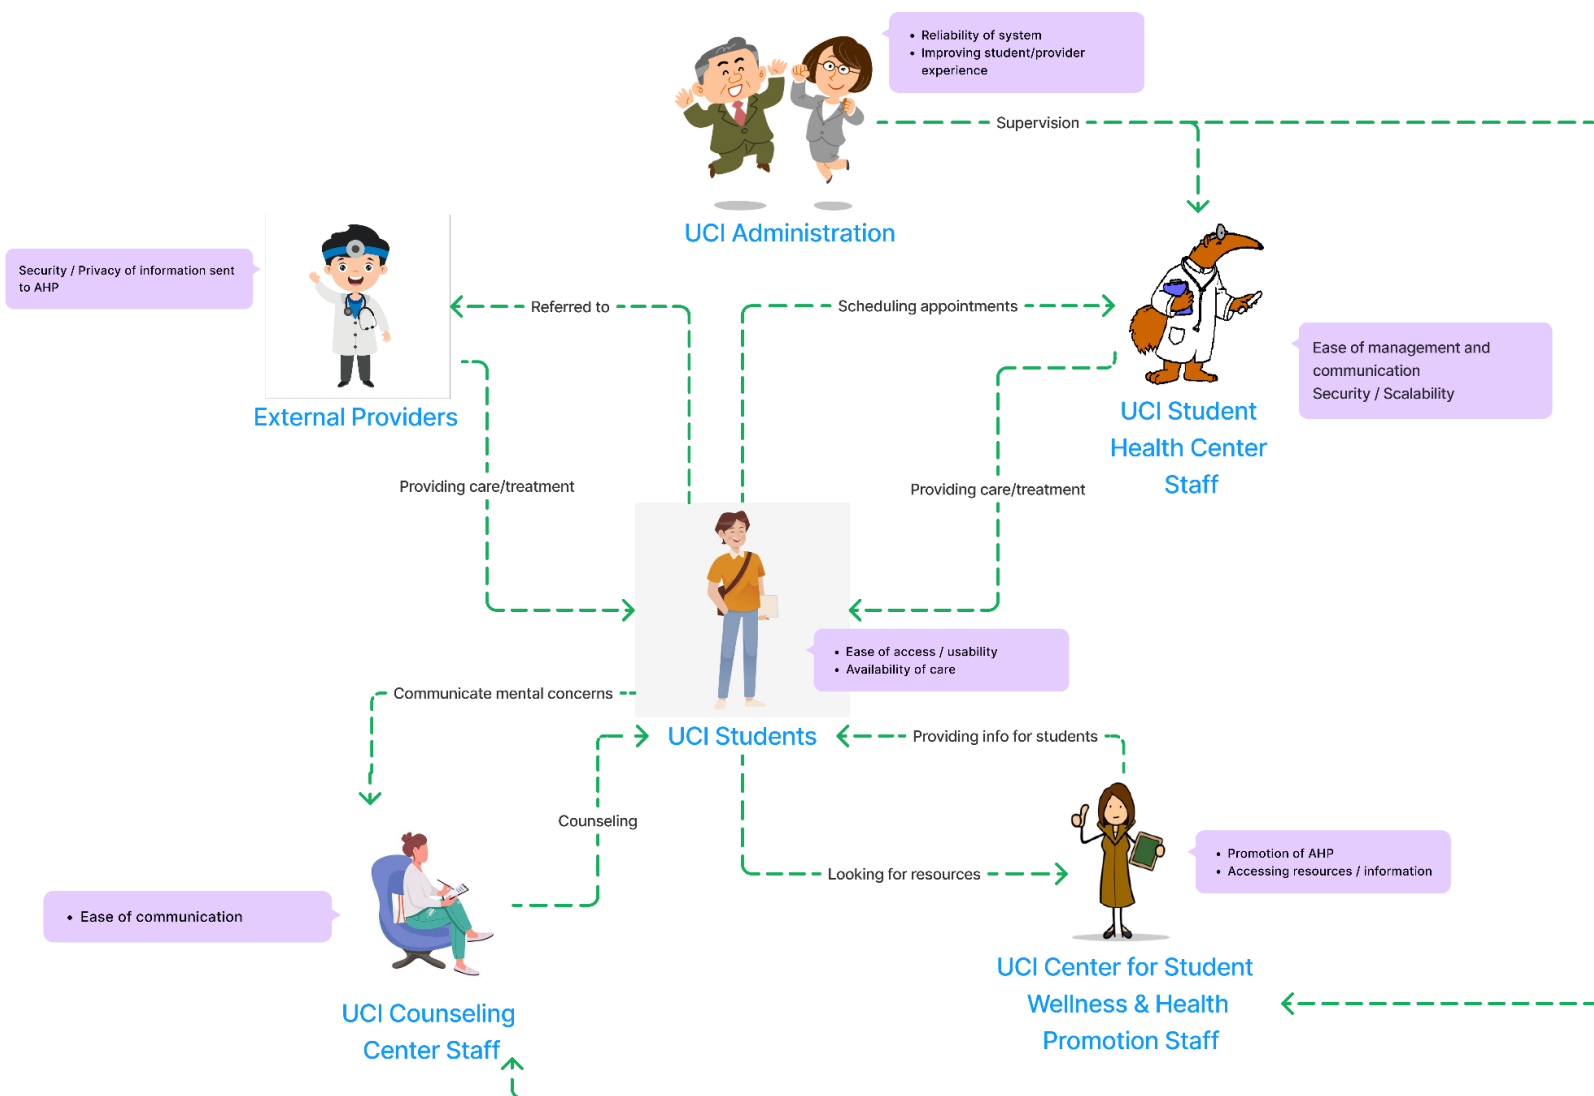 • Reliability of system
• Improving student/provider
experience
Supervision
UCI Administration
Security / Privacy of information sent
to AHP
Referred to
Scheduling appointments
Ease of management and
communication
Security / Scalability
External Providers
UCI Student
Health Center
Staff
Providing care/treatment
Providing care/treatment
• Ease of access / usability
• Availability of care
Communicate mental concerns
UCI Students
Providing info for students
Counseling
Looking for resources
• Promotion of AHP
• Accessing resources / information
• Ease of communication
UCI Center for Student
Wellness & Health
Promotion Staff
UCI Counseling
Center Staff